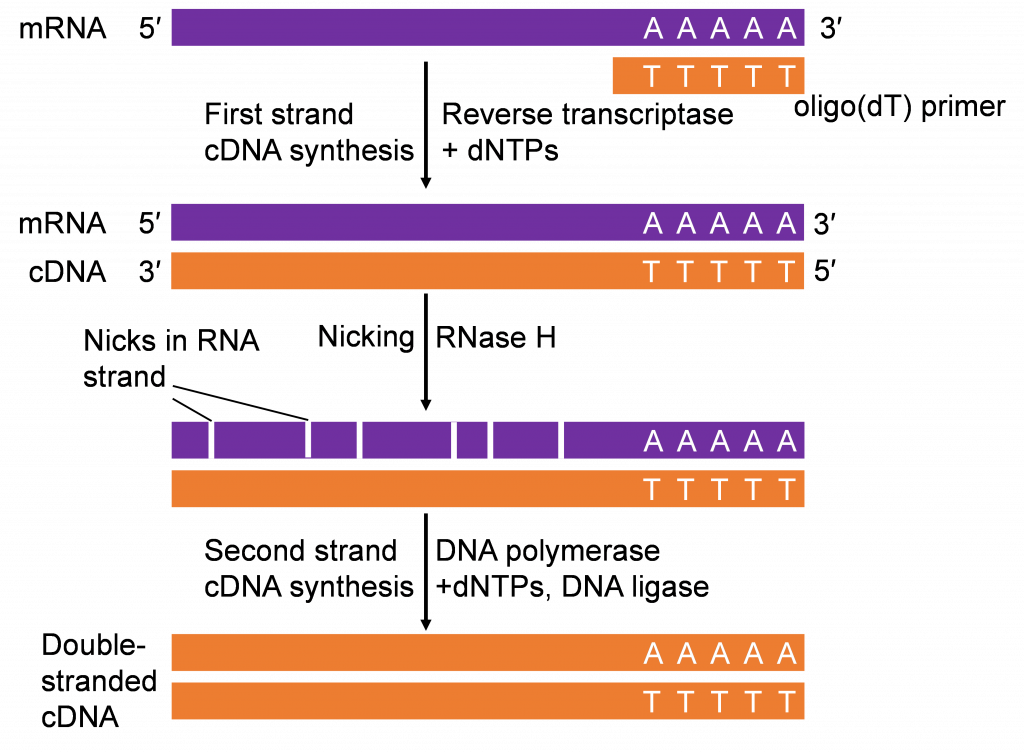 mRNA 5′ A A A A A 3′
T T T T T
oligo(dT) primer
First strand
cDNA synthesis
Reverse transcriptase
+ dNTPs
mRNA 5′ A A A A A 3′
cDNA 3′ T T T T T 5′
Nicks in RNA
strand
Nicking
RNase H
A A A A A
T T T T T
Second strand
cDNA synthesis
DNA polymerase
+dNTPs, DNA ligase
Double-
stranded
cDNA
A A A A A
T T T T T